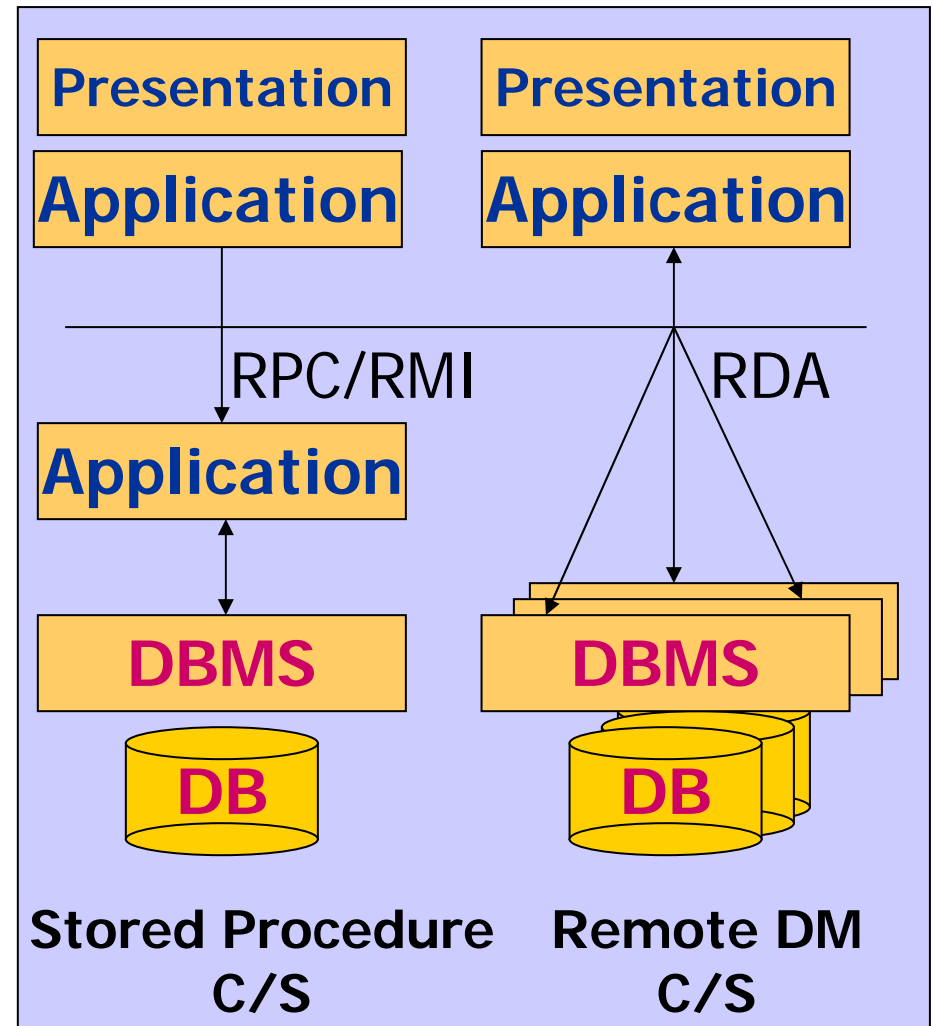 Presentation
Application
RPC/RMI
Application
DBMS
DB
Stored Procedure
C/S
Presentation
Application
RDA
DBMS
DB
Remote DM
C/S